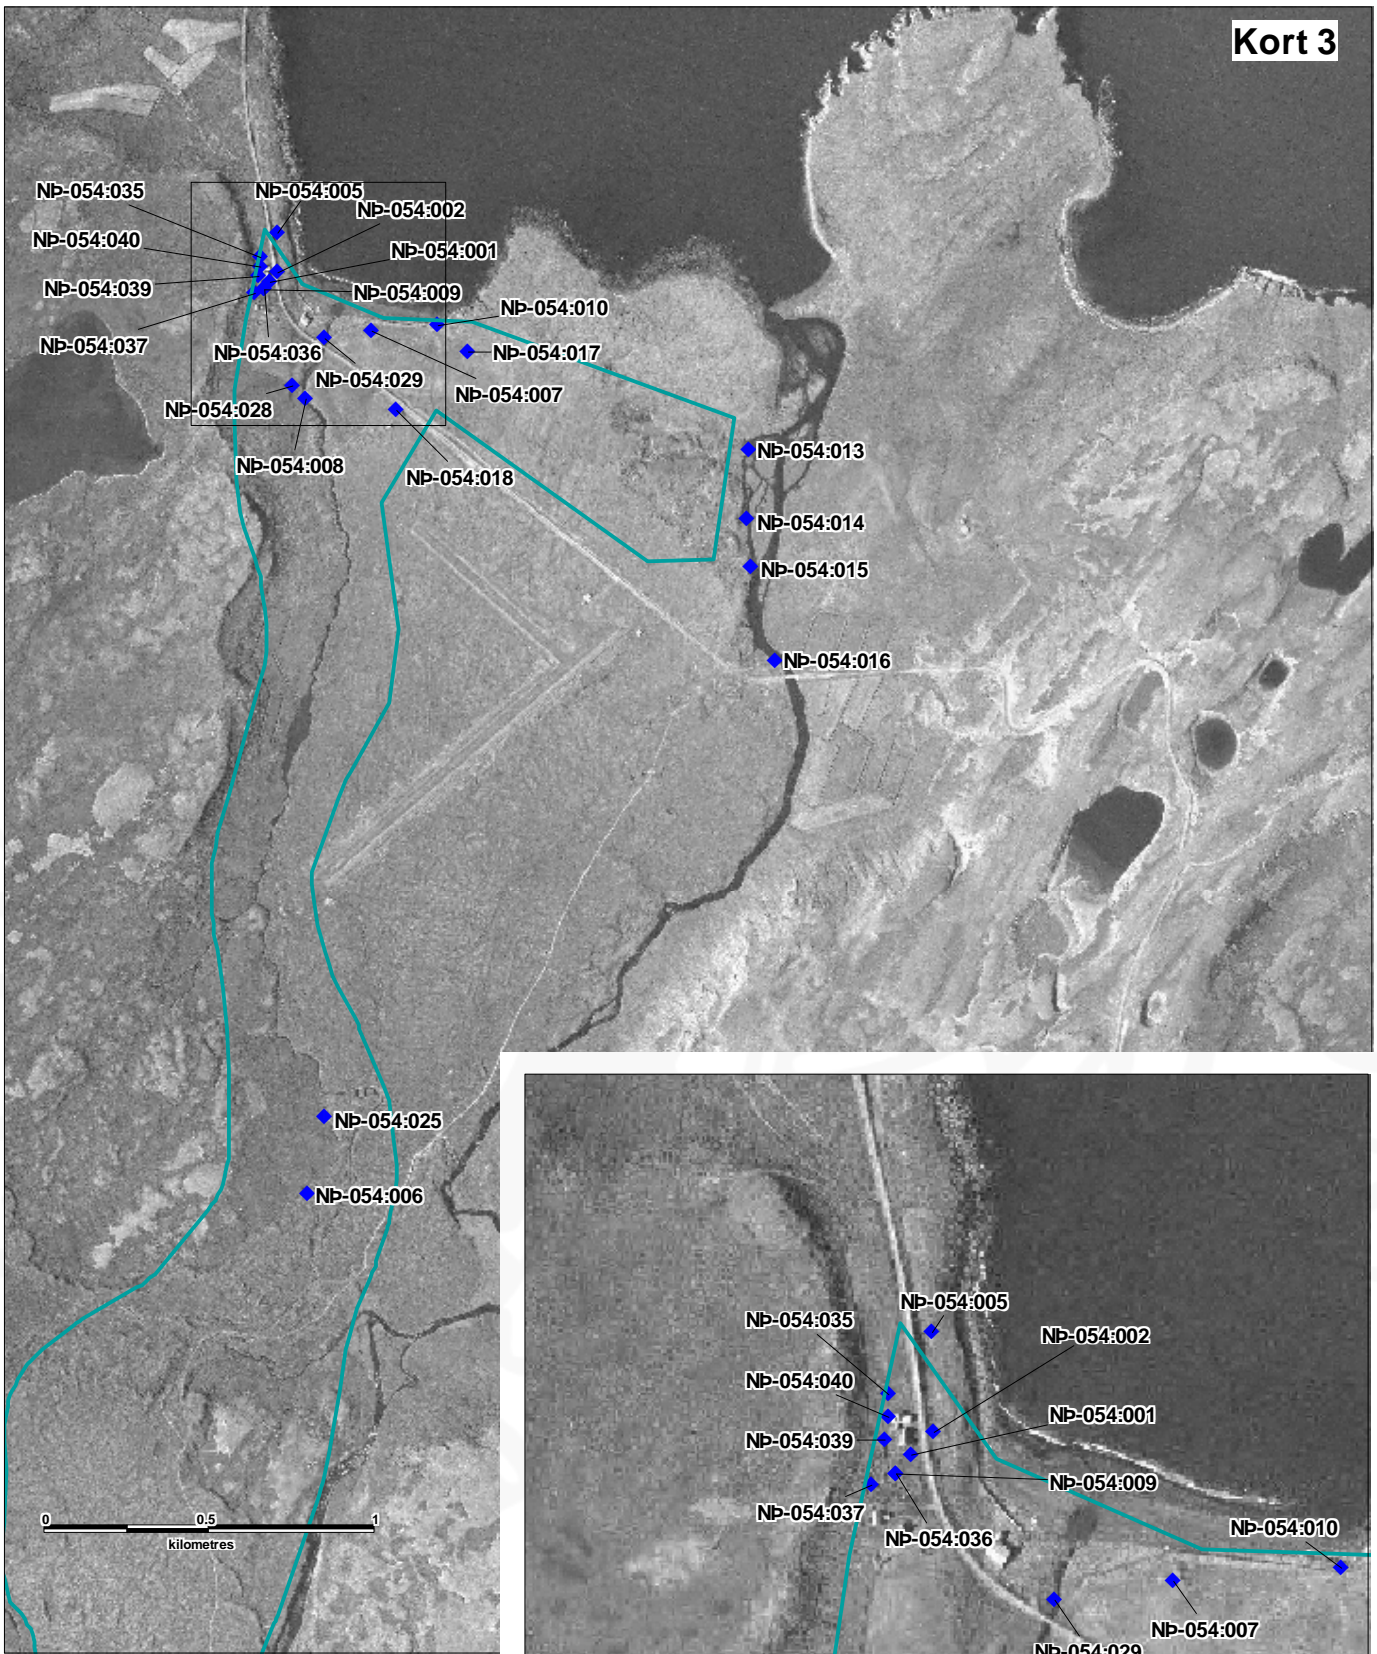 Kort 3
NÞ-054:035
NÞ-054:005
NÞ-054:002
NÞ-054:040
NÞ-054:001
NÞ-054:039
NÞ-054:009
NÞ-054:010
NÞ-054:037
NÞ-054:036
NÞ-054:017
NÞ-054:029
NÞ-054:007
NÞ-054:028
NÞ-054:013
NÞ-054:008
NÞ-054:018
NÞ-054:014
NÞ-054:015
NÞ-054:016
NÞ-054:025
NÞ-054:006
0 0.5 1
kilometres
NÞ-054:005
NÞ-054:035
NÞ-054:002
NÞ-054:040
NÞ-054:001
NÞ-054:039
NÞ-054:009
NÞ-054:037
NÞ-054:010
NÞ-054:036
NÞ-054:007
NÞ-054:029